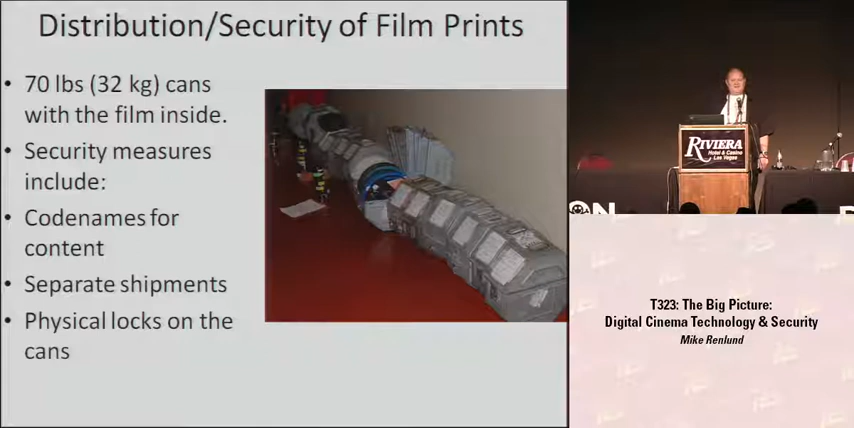 Distribution/Security of Film Prints
• 70 lbs (32 kg) cans
with the film inside.
• Security measures
include:
• Codenames for
content
• Separate shipments
• Physical locks on the
cans
RIVIERA
Hotel & Casino
Las Vegas
ON
T323: The Big Picture:
Digital Cinema Technology & Security
Mike Renlund